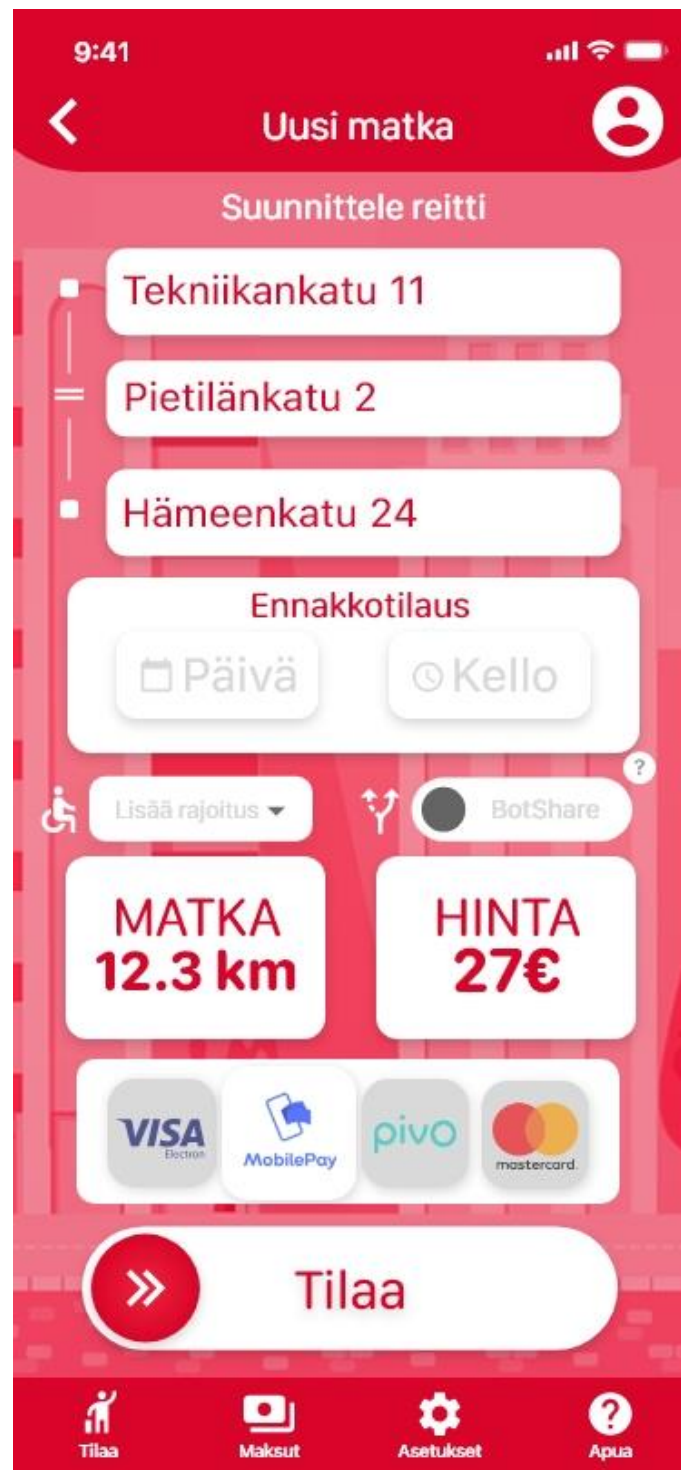 9:41
Uusi matka
Suunnittele reitti
Tekniikankatu 11
Pietilänkatu 2
Hämeenkatu 24
Ennakkotilaus
Päivä Kello
?
Lisää rajoitus BotShare
MATKA HINTA
12.3 km 27€
VISA pivo
Electron MobilePay mastercard.
Tilaa
Tilaa Maksut Asetukset ? Apua